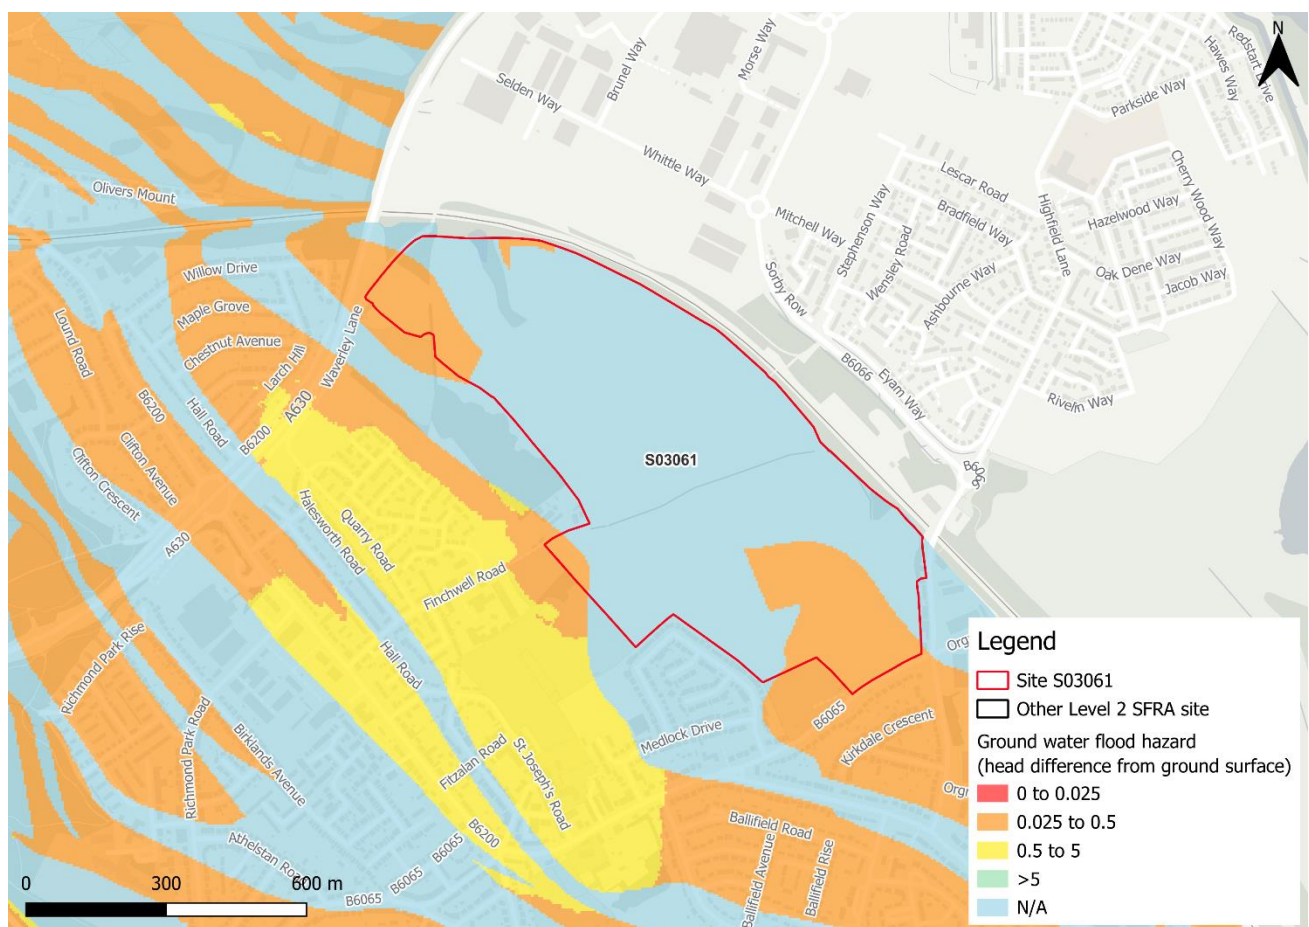 N
Redstart Drive
Hawes Way
Parkside Way
Morse Way
Brunel Way
Selden Way
Whittle Way
Cherry Wood Way
Lescar Road
Bradfield Way
Hazelwood Way
Highfield Lane
Stephenson Way
Mitchell Way
Wensley Road
Oak Dene Way
Jacob Way
Ashbourne Way
Olivers Mount
Willow Drive
Sorby Row
Maple Grove
Waverley Lane
Lound Road
Chestnut Avenue
Larch Hill
B6066
Eyam Way
Rivelin Way
B6200
Hall Road
A630
B6200
Clifton Avenue
Clifton Crescent
S03061
B6066
Halesworth Road
Quarry Road
A630
Finchwell Road
Richmond Park Rise
Hall Road
Richmond Park Road
Birklands Avenue
Medlock Drive
B6065
Kirkdale Crescent
Orgr
Orgr
Fitzalan Road
St Joseph's Road
B6200
B6065
B6065
B6065
Athelstan Road
Ballifield Road
Ballifield Avenue
Ballifield Rise
Legend
Site S03061
Other Level 2 SFRA site
Ground water flood hazard
(head difference from ground surface)
0 to 0.025
0.025 to 0.5
0.5 to 5
>5
N/A
0 300 600 m